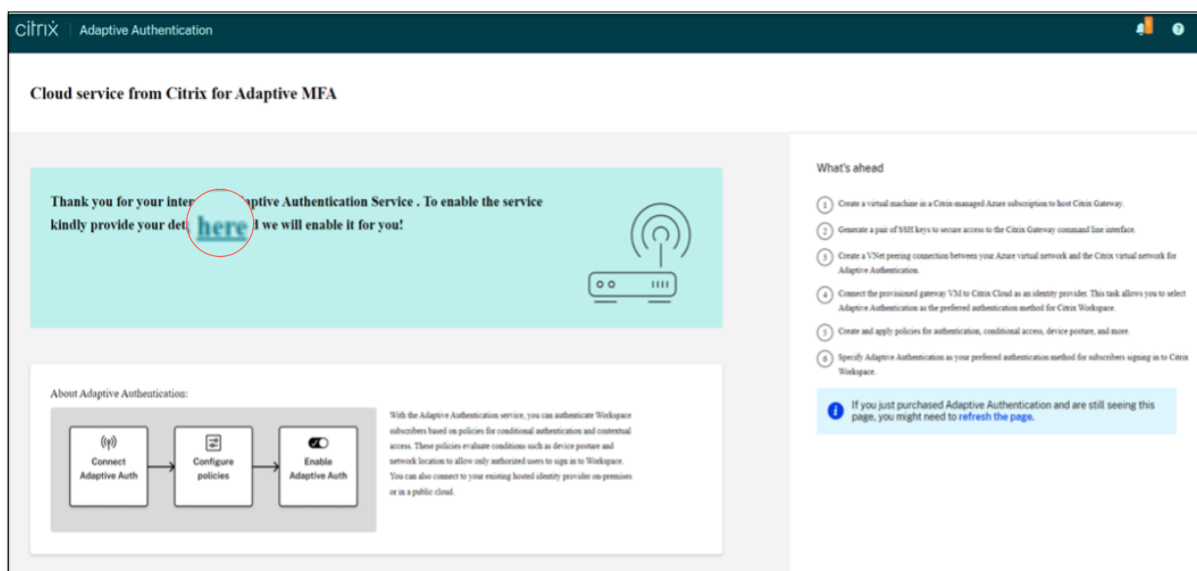 citrix | Adaptive Authentication
Cloud service from Citrix for Adaptive MFA
Thank you for your inter ptive Authentication Service . To enable the service
kindly provide your det here l we will enable it for you!
What's ahead
1 Create a virtual machine in a Citrix-managed Azure subscription to host Citrix Gateway.
2 Generate a pair of SSH keys to secure access to the Citrix Gateway command line interface.
3 Create a VNet peering connection between your Azure virtual network and the Citrix virtual network for
Adaptive Authentication.
4 Connect the provisioned gateway VM to Citrix Cloud as an identity provider. This task allows you to select
Adaptive Authentication as the preferred authentication method for Citrix Workspace.
5 Create and apply policies for authentication, conditional access, device posture, and more.
6 Specify Adaptive Authentication as your preferred authentication method for subscribers signing in to Citrix
Workspace.
If you just purchased Adaptive Authentication and are still seeing this
page, you might need to refresh the page.
About Adaptive Authentication:
Connect
Adaptive Auth
Configure
policies
Enable
Adaptive Auth
With the Adaptive Authentication service, you can authenticate Workspace
subscribers based on policies for conditional authentication and contextual
access. These policies evaluate conditions such as device posture and
network location to allow only authorized users to sign in to Workspace.
You can also connect to your existing hosted identity provider on-premises
or in a public cloud.